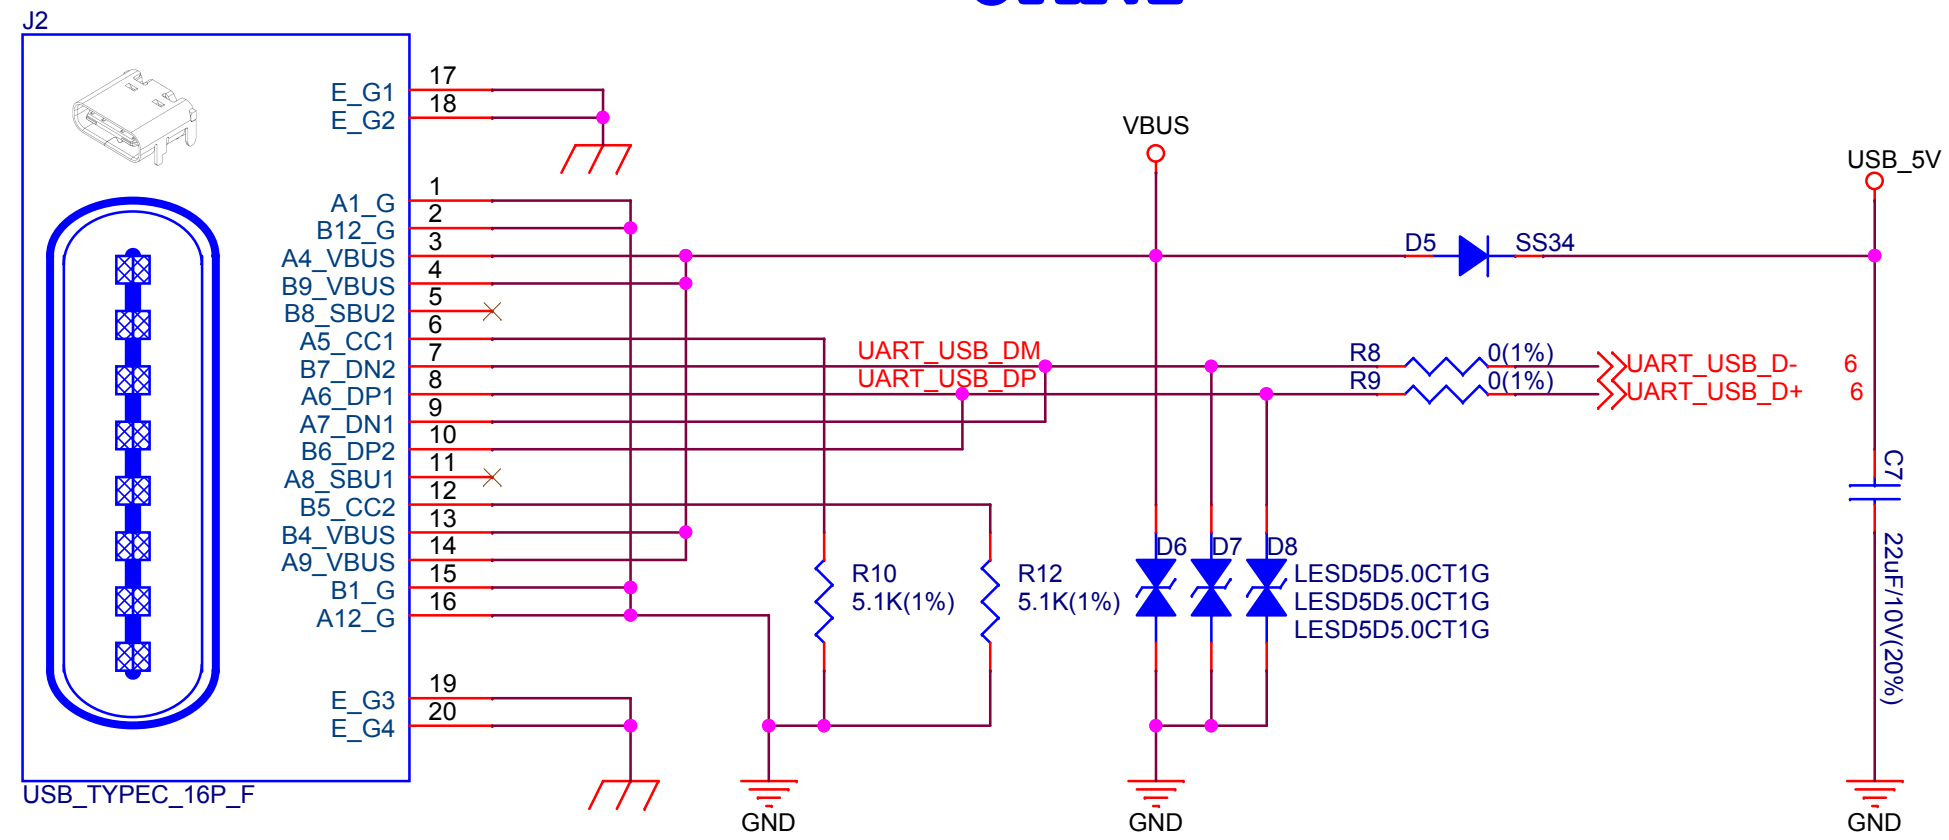 J2
E_G1 17
E_G2 18
A1_G 1
B12_G 2
A4_VBUS 3
B9_VBUS 4
B8_SBU2 5
A5_CC1 6
B7_DN2 7
A6_DP1 8
A7_DN1 9
B6_DP2 10
A8_SBU1 11
B5_CC2 12
B4_VBUS 13
A9_VBUS 14
B1_G 15
A12_G 16
E_G3 19
E_G4 20
USB_TYPEC_16P_F
VBUS
USB_5V
D5 SS34
UART_USB_DM
UART_USB_DP
R8 0(1%) UART_USB_D- 6
R9 0(1%) UART_USB_D+ 6
C7
22uF/10V(20%)
R10
5.1K(1%)
R12
5.1K(1%)
D6 D7 D8
LESD5D5.0CT1G
LESD5D5.0CT1G
LESD5D5.0CT1G
GND
GND
GND